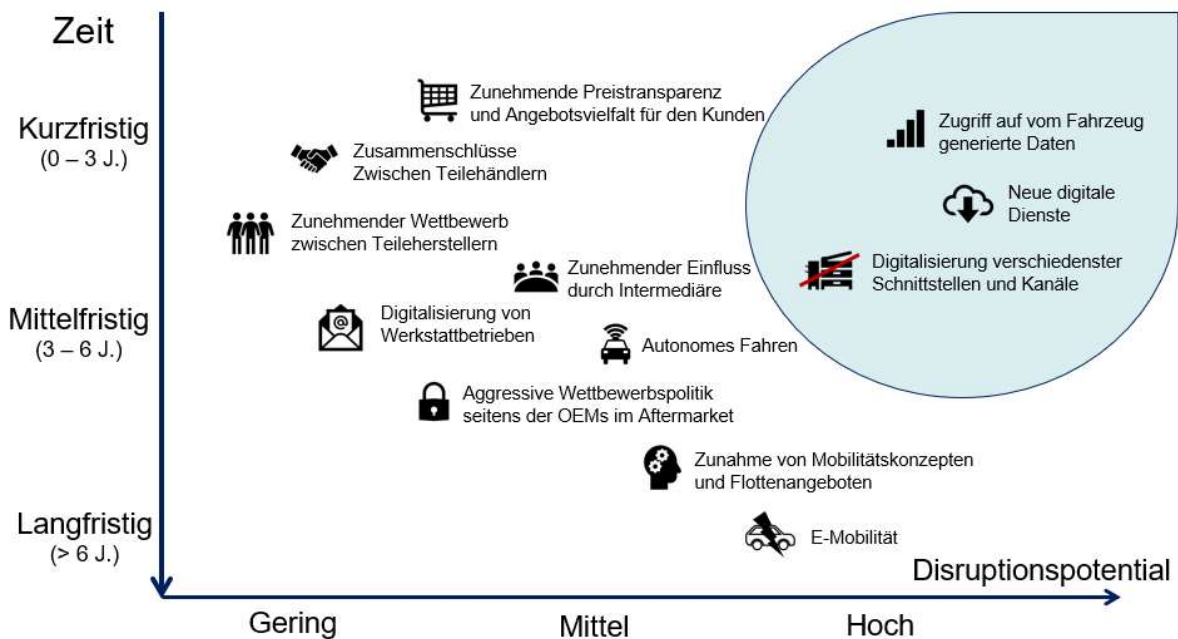 Zeit
Kurzfristig
(0 – 3 J.)
Zunehmende Preistransparenz
und Angebotsvielfalt für den Kunden
Zusammenschlüsse
Zwischen Teilehändlern
Zugriff auf vom Fahrzeug
generierte Daten
Neue digitale
Dienste
Zunehmender Wettbewerb
zwischen Teileherstellern
Zunehmender Einfluss
durch Intermediäre
Digitalisierung verschiedenster
Schnittstellen und Kanäle
Mittelfristig
(3 – 6 J.)
@
Digitalisierung von
Werkstattbetrieben
Autonomes Fahren
Aggressive Wettbewerbspolitik
seitens der OEMs im Aftermarket
Zunahme von Mobilitätskonzepten
und Flottenangeboten
Langfristig
(> 6 J.)
E-Mobilität
Disruptionspotential
Gering
Mittel
Hoch